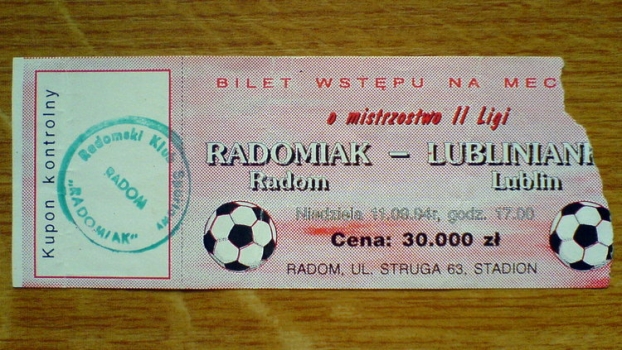 Kupon kontrolny
Radomski Klub
"RADOMIAK"
RADOM
BILET WSTĘPU NA MEC
o mistrzostwo II Ligi
RADOMIAK – LUBLINIAN
Radom Lublin
Niedziela 11.09.94r, godz. 17.00
Cena: 30.000 zł
RADOM, UL. STRUGA 63, STADION